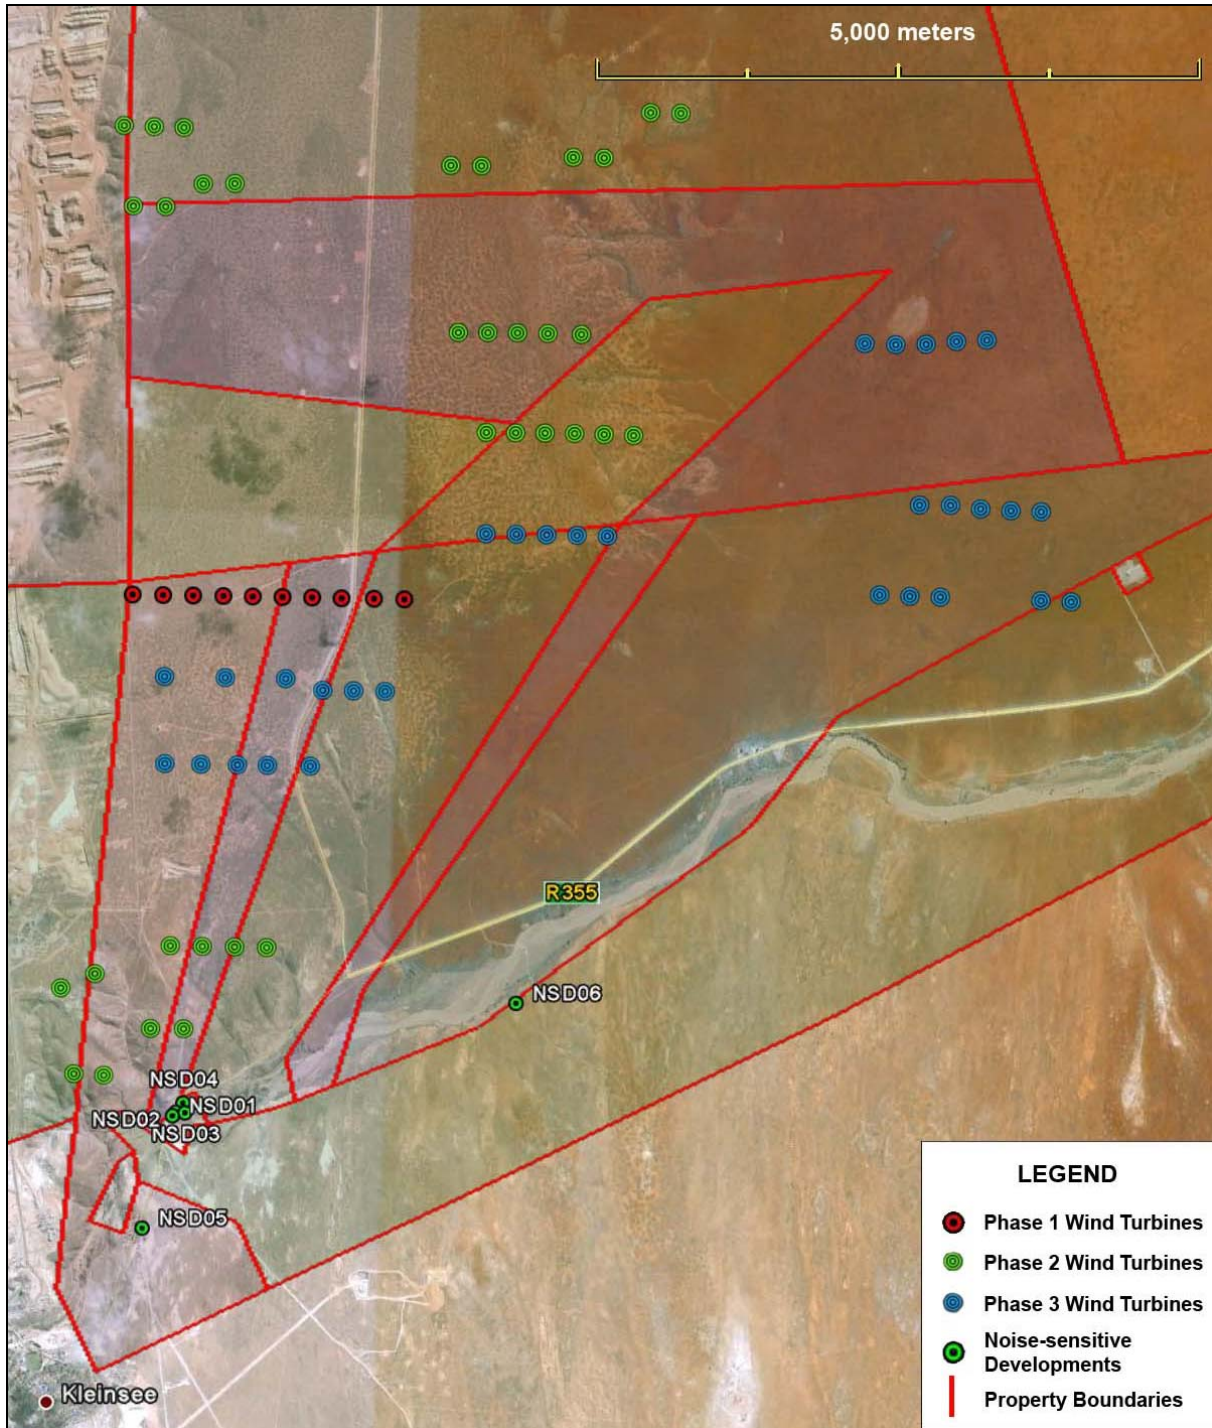 5,000 meters
R355
NSD06
NSD04
NSD01
NSD02
NSD03
NSD05
Kleinsee
LEGEND
Phase 1 Wind Turbines
Phase 2 Wind Turbines
Phase 3 Wind Turbines
Noise-sensitive
Developments
Property Boundaries